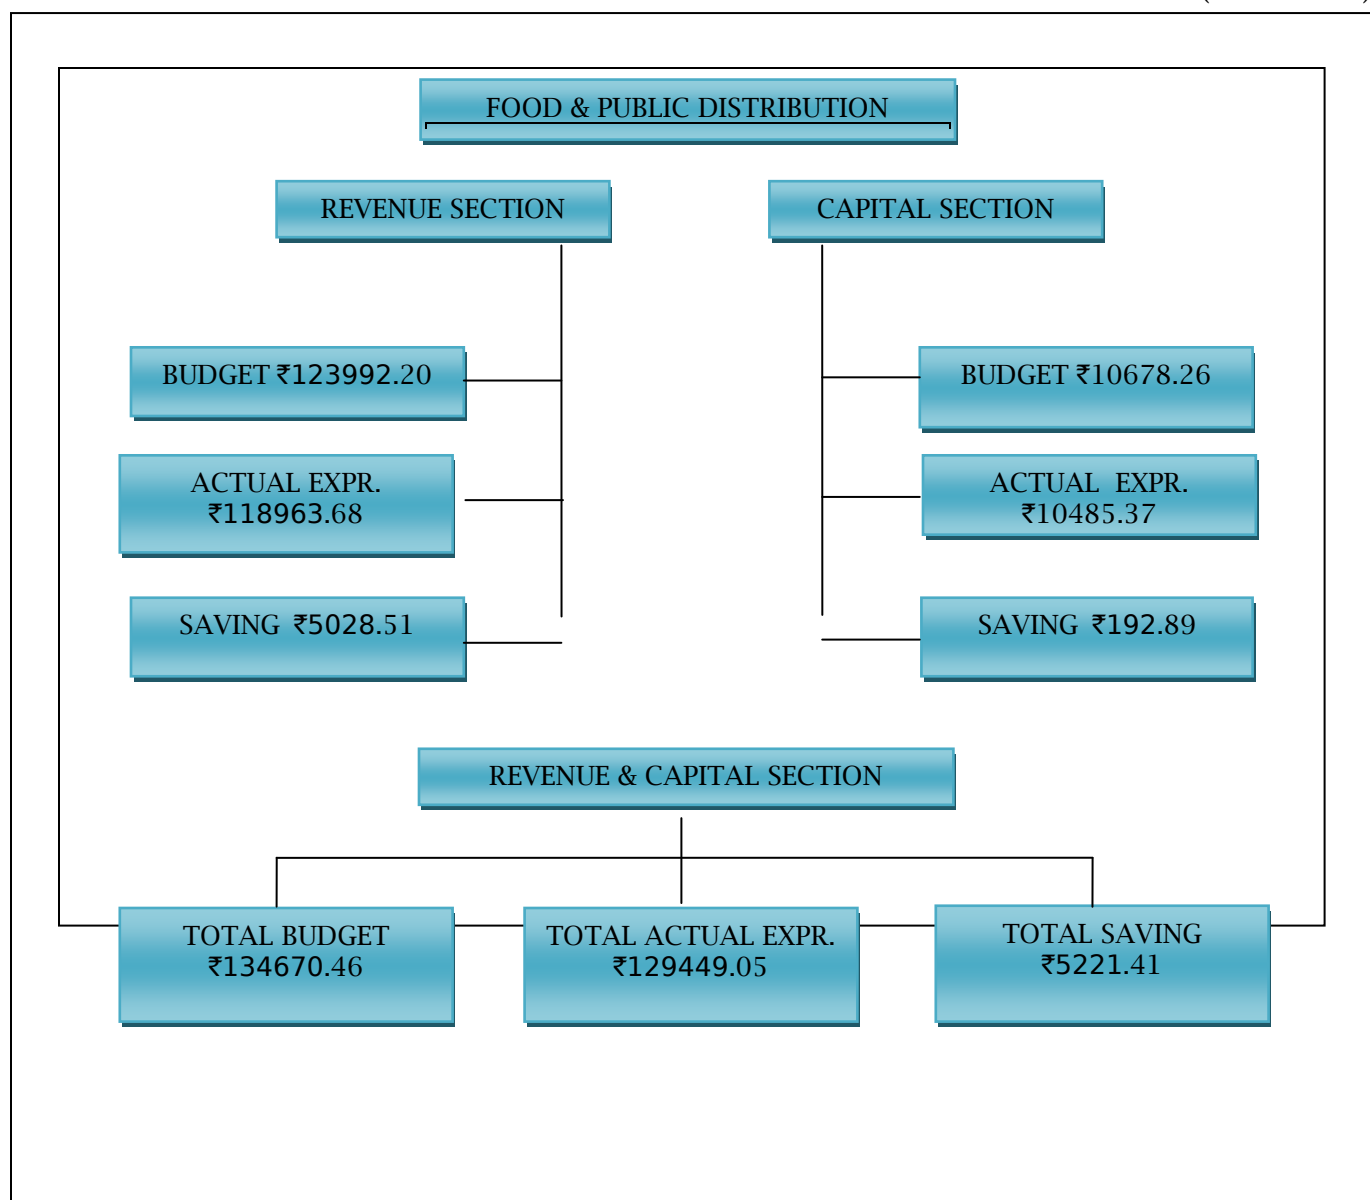 FOOD & PUBLIC DISTRIBUTION
REVENUE SECTION
CAPITAL SECTION
BUDGET ₹123992.20
BUDGET ₹10678.26
ACTUAL EXPR.
₹118963.68
ACTUAL EXPR.
₹10485.37
SAVING ₹5028.51
SAVING ₹192.89
REVENUE & CAPITAL SECTION
TOTAL BUDGET
₹134670.46
TOTAL ACTUAL EXPR.
₹129449.05
TOTAL SAVING
₹5221.41